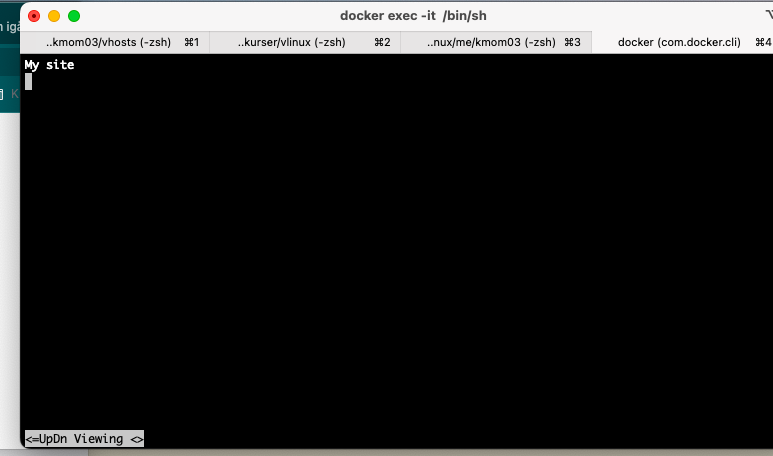 docker exec -it /bin/sh
..kmom03/vhosts (-zsh) ⌘1 ..kurser/vlinux (-zsh) ⌘2 ..nux/me/kmom03 (-zsh) ⌘3 docker (com.docker.cli) ⌘4
My site
K
<=UpDn Viewing <>